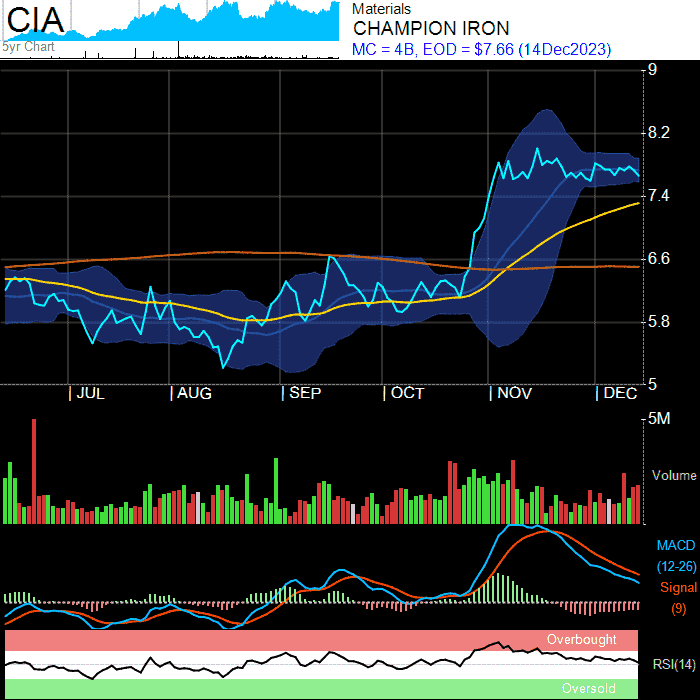 CIA
Materials
CHAMPION IRON
MC = 4B, EOD = $7.66 (14Dec2023)
5yr Chart
9
8.2
7.4
6.6
5.8
5
JUL AUG SEP OCT NOV DEC
5M
Volume
MACD
(12-26)
Signal
(9)
Overbought
RSI(14)
Oversold